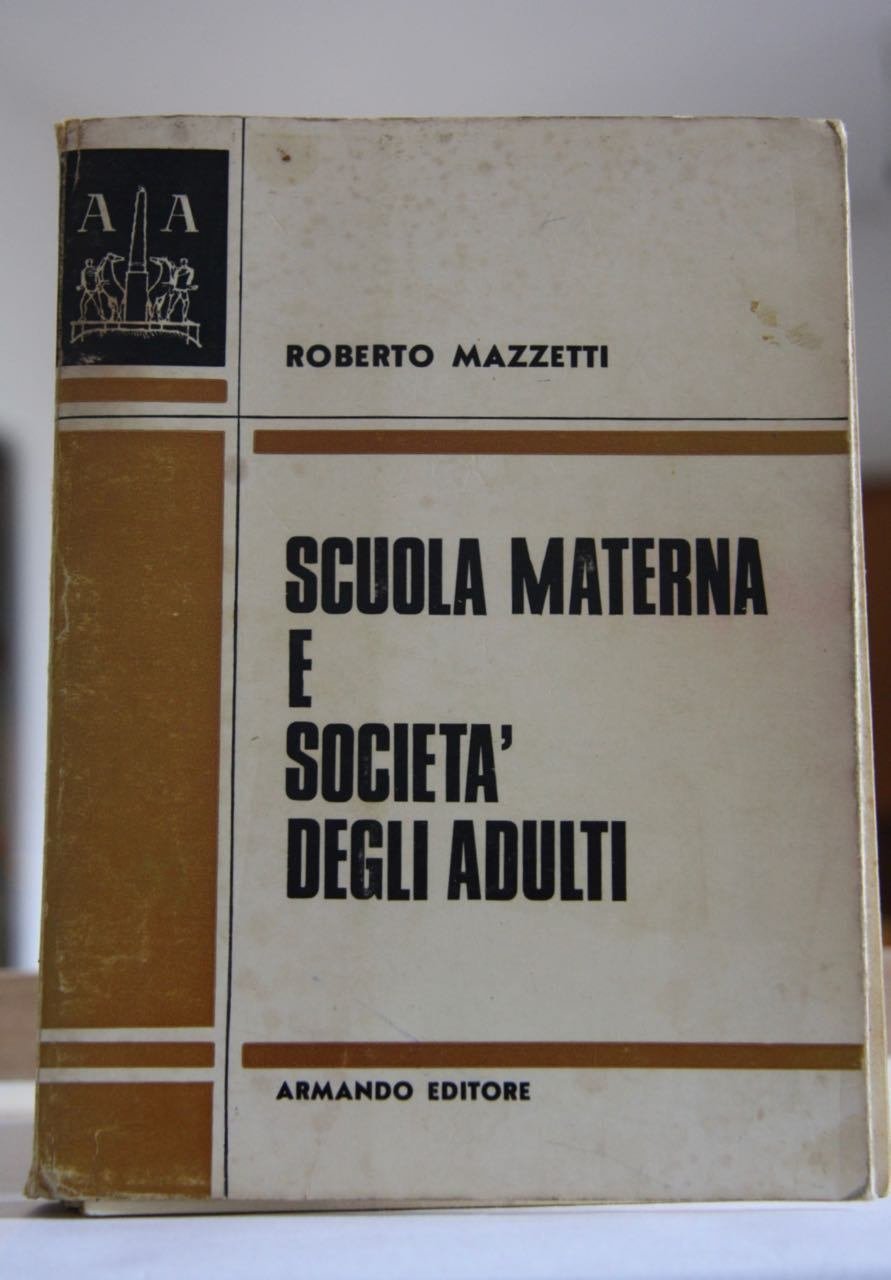 A A
ROBERTO MAZZETTI
SCUOLA MATERNA
E
SOCIETA'
DEGLI ADULTI
ARMANDO EDITORE